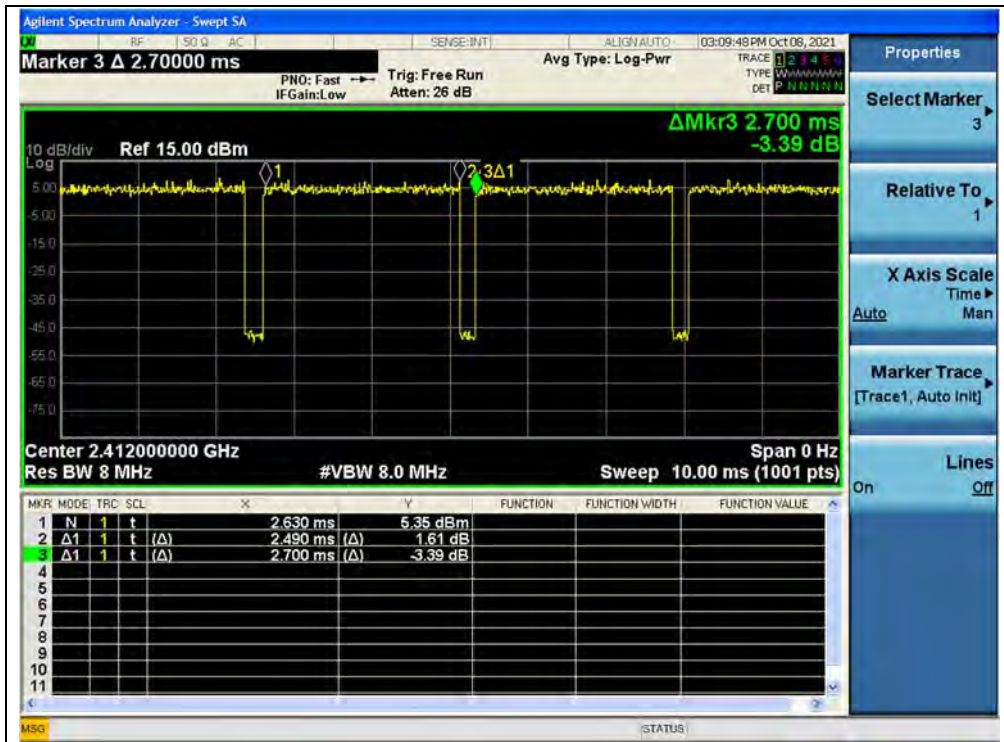 Agilent Spectrum Analyzer - Swept SA
RF 50 Ω AC SENSE:INT ALIGNAUTO 03:09:48 PM Oct 08, 2021
Marker 3 Δ 2.70000 ms
PNO: Fast Trig: Free Run Avg Type: Log-Pwr TRACE 1 2 3 4 5 6
IFGain:Low Atten: 26 dB TYPE W
DET P N N N N N
Properties
Select Marker
3
Relative To
1
X Axis Scale
Time
Auto Man
Marker Trace
[Trace1, Auto Init]
Lines
On Off
ΔMkr3 2.700 ms
-3.39 dB
10 dB/div Ref 15.00 dBm
Log
1 2 3Δ1
5.00
-5.00
-15.0
-25.0
-35.0
-45.0
-55.0
-65.0
-75.0
Center 2.412000000 GHz Span 0 Hz
Res BW 8 MHz #VBW 8.0 MHz Sweep 10.00 ms (1001 pts)
MKR MODE TRC SCL X Y FUNCTION FUNCTION WIDTH FUNCTION VALUE
1 N 1 t 2.630 ms 5.35 dBm
2 Δ1 1 t (Δ) 2.490 ms (Δ) 1.61 dB
3 Δ1 1 t (Δ) 2.700 ms (Δ) -3.39 dB
4
5
6
7
8
9
10
11
MSG STATUS